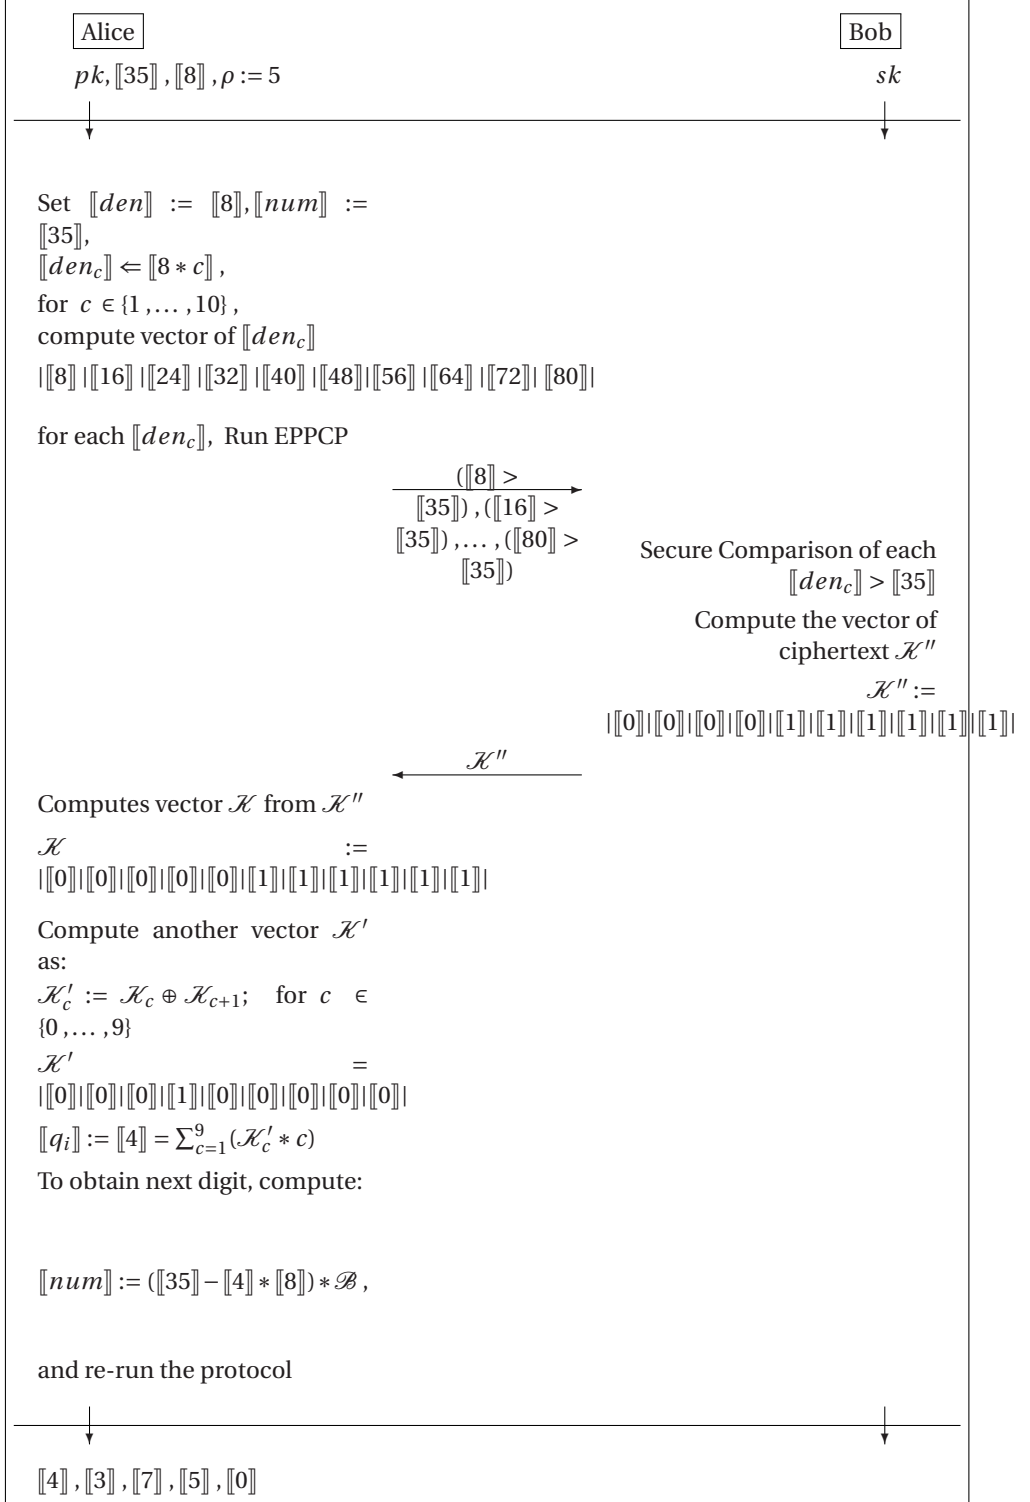 Alice Bob
pk, ⟦35⟧ , ⟦8⟧ , ρ := 5 sk
Set ⟦den⟧ := ⟦8⟧, ⟦num⟧ :=
⟦35⟧,
⟦den_c⟧ ⇐ ⟦8 ∗ c⟧ ,
for c ∈ {1 , … , 10} ,
compute vector of ⟦den_c⟧
|⟦8⟧ |⟦16⟧ |⟦24⟧ |⟦32⟧ |⟦40⟧ |⟦48⟧|⟦56⟧ |⟦64⟧ |⟦72⟧| ⟦80⟧|
for each ⟦den_c⟧, Run EPPCP
(⟦8⟧ >
⟦35⟧) , (⟦16⟧ >
⟦35⟧) , … , (⟦80⟧ >
⟦35⟧)
Secure Comparison of each
⟦den_c⟧ > ⟦35⟧
Compute the vector of
ciphertext 𝒦′′
𝒦′′ :=
|⟦0⟧|⟦0⟧|⟦0⟧|⟦0⟧|⟦1⟧|⟦1⟧|⟦1⟧|⟦1⟧|⟦1⟧|⟦1⟧|
𝒦′′
Computes vector 𝒦 from 𝒦′′
𝒦 :=
|⟦0⟧|⟦0⟧|⟦0⟧|⟦0⟧|⟦0⟧|⟦1⟧|⟦1⟧|⟦1⟧|⟦1⟧|⟦1⟧|⟦1⟧|
Compute another vector 𝒦′
as:
𝒦′_c := 𝒦_c ⊕ 𝒦_{c+1}; for c ∈
{0 , … , 9}
𝒦′ =
|⟦0⟧|⟦0⟧|⟦0⟧|⟦1⟧|⟦0⟧|⟦0⟧|⟦0⟧|⟦0⟧|⟦0⟧|
⟦q_i⟧ := ⟦4⟧ = ∑_{c=1}^{9}(𝒦′_c ∗ c)
To obtain next digit, compute:
⟦num⟧ := (⟦35⟧ − ⟦4⟧ ∗ ⟦8⟧) ∗ ℬ ,
and re-run the protocol
⟦4⟧ , ⟦3⟧ , ⟦7⟧ , ⟦5⟧ , ⟦0⟧